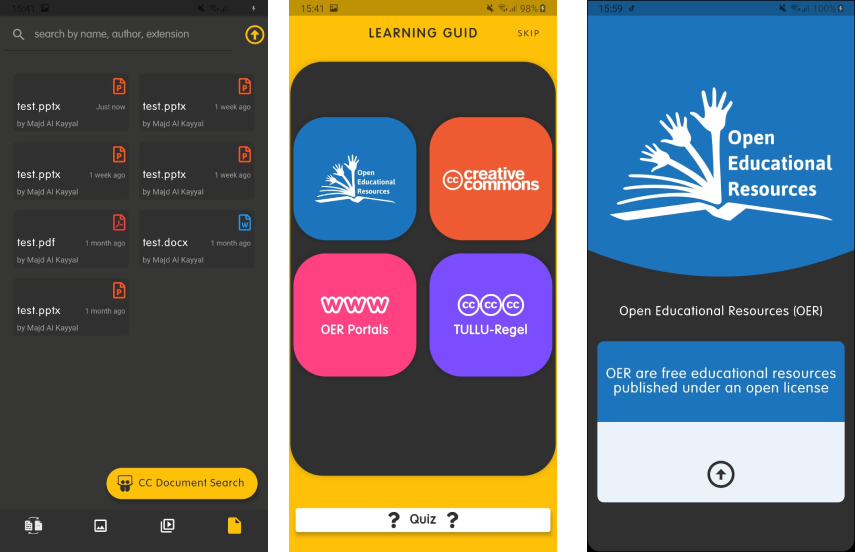 15:41
search by name, author, extension
test.pptx Just now
by Majd Al Kayyal
test.pptx 1 week ago
by Majd Al Kayyal
test.pptx 1 week ago
by Majd Al Kayyal
test.pptx 1 week ago
by Majd Al Kayyal
test.pdf 1 month ago
by Majd Al Kayyal
test.docx 1 month ago
by Majd Al Kayyal
test.pptx 1 month ago
by Majd Al Kayyal
CC Document Search
15:41 98%
LEARNING GUID SKIP
Open
Educational
Resources
cc creative
commons
www
OER Portals
cc cc cc
TULLU-Regel
? Quiz ?
15:59 100%
Open
Educational
Resources
Open Educational Resources (OER)
OER are free educational resources
published under an open license